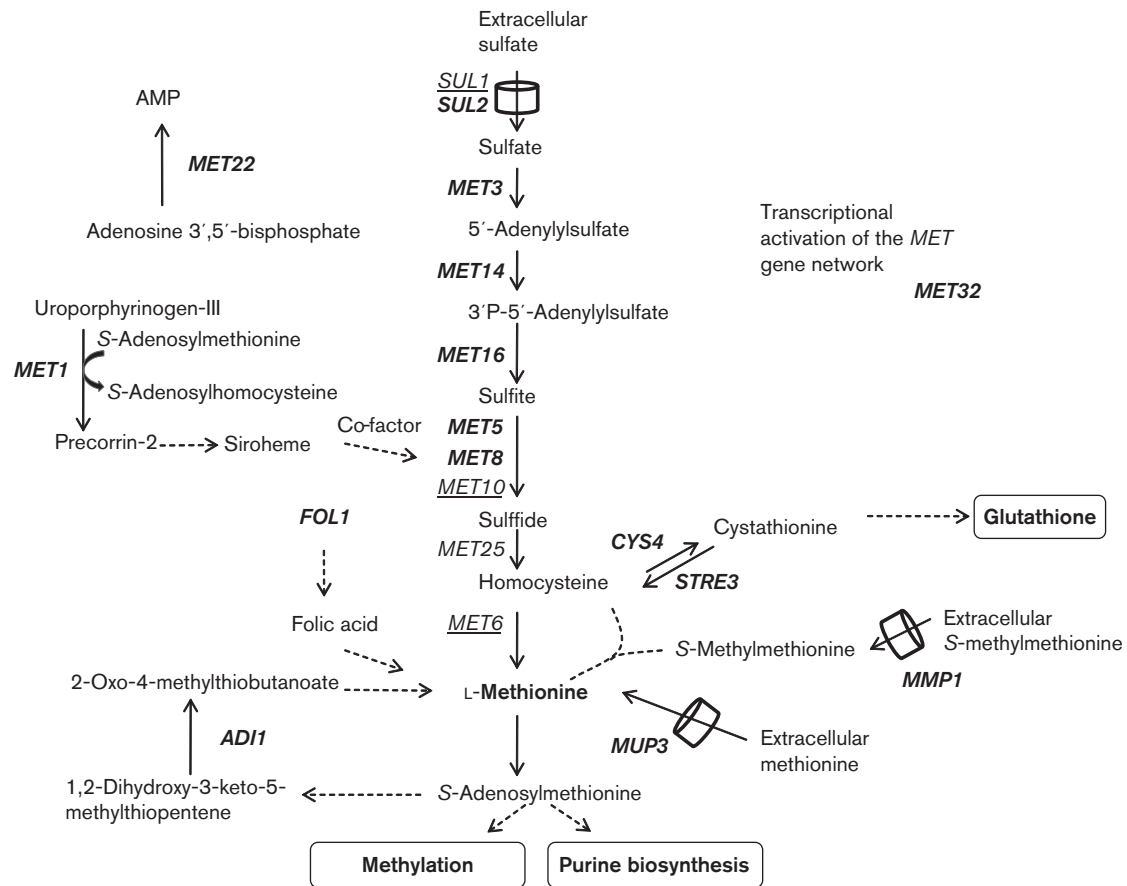 Extracellular
sulfate
SUL1
SUL2
AMP
Sulfate
MET22
MET3
Adenosine 3′,5′-bisphosphate
5′-Adenylylsulfate
Transcriptional
activation of the MET
gene network
MET32
MET14
Uroporphyrinogen-III
3′P-5′-Adenylylsulfate
S-Adenosylmethionine
MET1
MET16
S-Adenosylhomocysteine
Sulfite
Precorrin-2
Siroheme
Co-factor
MET5
MET8
MET10
FOL1
Sulffide
Cystathionine
Glutathione
MET25
CYS4
STRE3
Homocysteine
Folic acid
MET6
S-Methylmethionine
Extracellular
S-methylmethionine
MMP1
2-Oxo-4-methylthiobutanoate
L-Methionine
ADI1
MUP3
Extracellular
methionine
1,2-Dihydroxy-3-keto-5-
methylthiopentene
S-Adenosylmethionine
Methylation
Purine biosynthesis